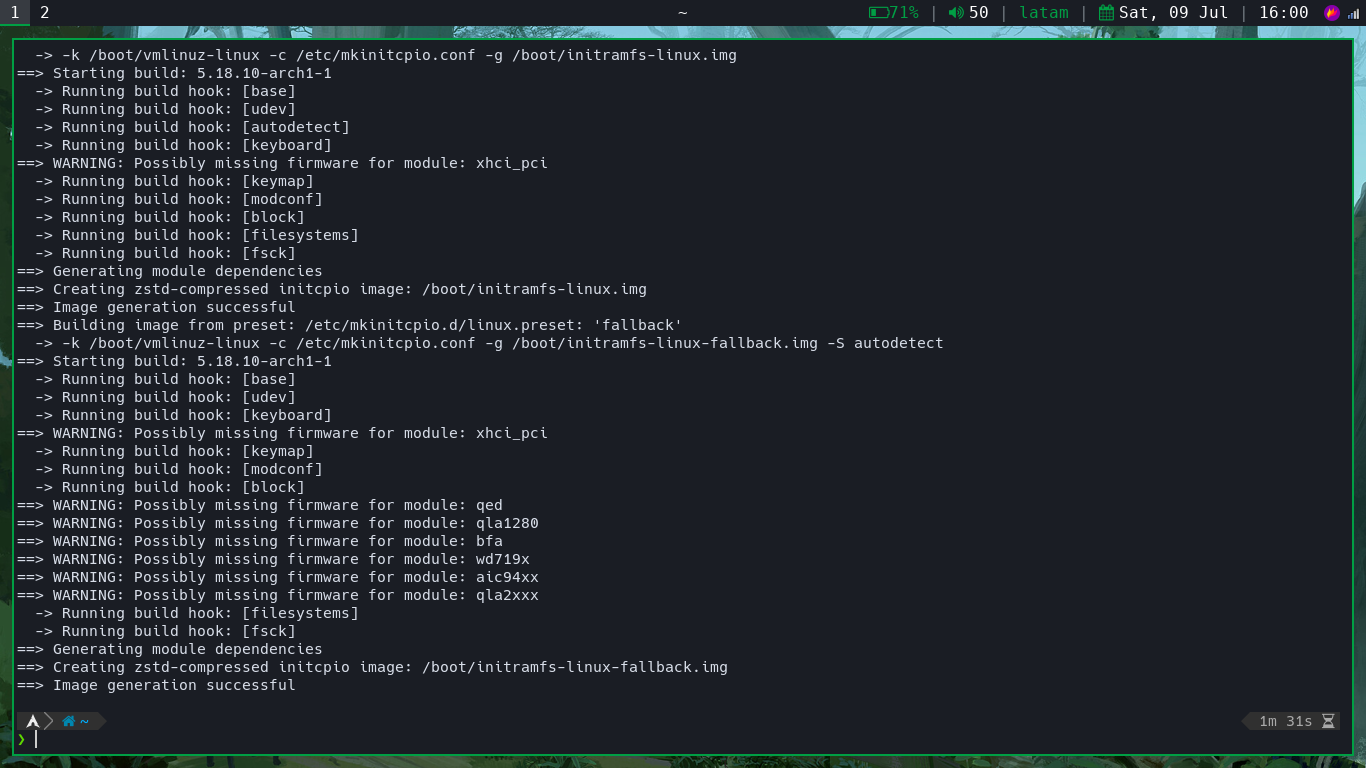 1 2 ~ 71% | 50 | latam | Sat, 09 Jul | 16:00
-> -k /boot/vmlinuz-linux -c /etc/mkinitcpio.conf -g /boot/initramfs-linux.img
==> Starting build: 5.18.10-arch1-1
-> Running build hook: [base]
-> Running build hook: [udev]
-> Running build hook: [autodetect]
-> Running build hook: [keyboard]
==> WARNING: Possibly missing firmware for module: xhci_pci
-> Running build hook: [keymap]
-> Running build hook: [modconf]
-> Running build hook: [block]
-> Running build hook: [filesystems]
-> Running build hook: [fsck]
==> Generating module dependencies
==> Creating zstd-compressed initcpio image: /boot/initramfs-linux.img
==> Image generation successful
==> Building image from preset: /etc/mkinitcpio.d/linux.preset: 'fallback'
-> -k /boot/vmlinuz-linux -c /etc/mkinitcpio.conf -g /boot/initramfs-linux-fallback.img -S autodetect
==> Starting build: 5.18.10-arch1-1
-> Running build hook: [base]
-> Running build hook: [udev]
-> Running build hook: [keyboard]
==> WARNING: Possibly missing firmware for module: xhci_pci
-> Running build hook: [keymap]
-> Running build hook: [modconf]
-> Running build hook: [block]
==> WARNING: Possibly missing firmware for module: qed
==> WARNING: Possibly missing firmware for module: qla1280
==> WARNING: Possibly missing firmware for module: bfa
==> WARNING: Possibly missing firmware for module: wd719x
==> WARNING: Possibly missing firmware for module: aic94xx
==> WARNING: Possibly missing firmware for module: qla2xxx
-> Running build hook: [filesystems]
-> Running build hook: [fsck]
==> Generating module dependencies
==> Creating zstd-compressed initcpio image: /boot/initramfs-linux-fallback.img
==> Image generation successful
~ 1m 31s
❯